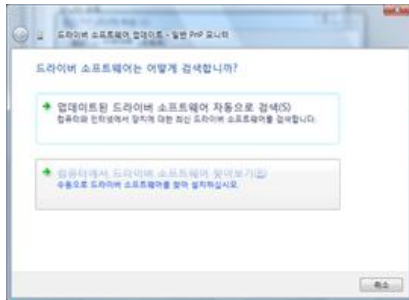 드라이버 소프트웨어 업데이트 - 일반 PnP 모니터
드라이버 소프트웨어는 어떻게 검색합니까?
업데이트된 드라이버 소프트웨어 자동으로 검색(S)
컴퓨터와 인터넷에서 장치에 대한 최신 드라이버 소프트웨어를 검색합니다.
컴퓨터에서 드라이버 소프트웨어 찾아보기(R)
수동으로 드라이버 소프트웨어를 찾아 설치하십시오.
취소